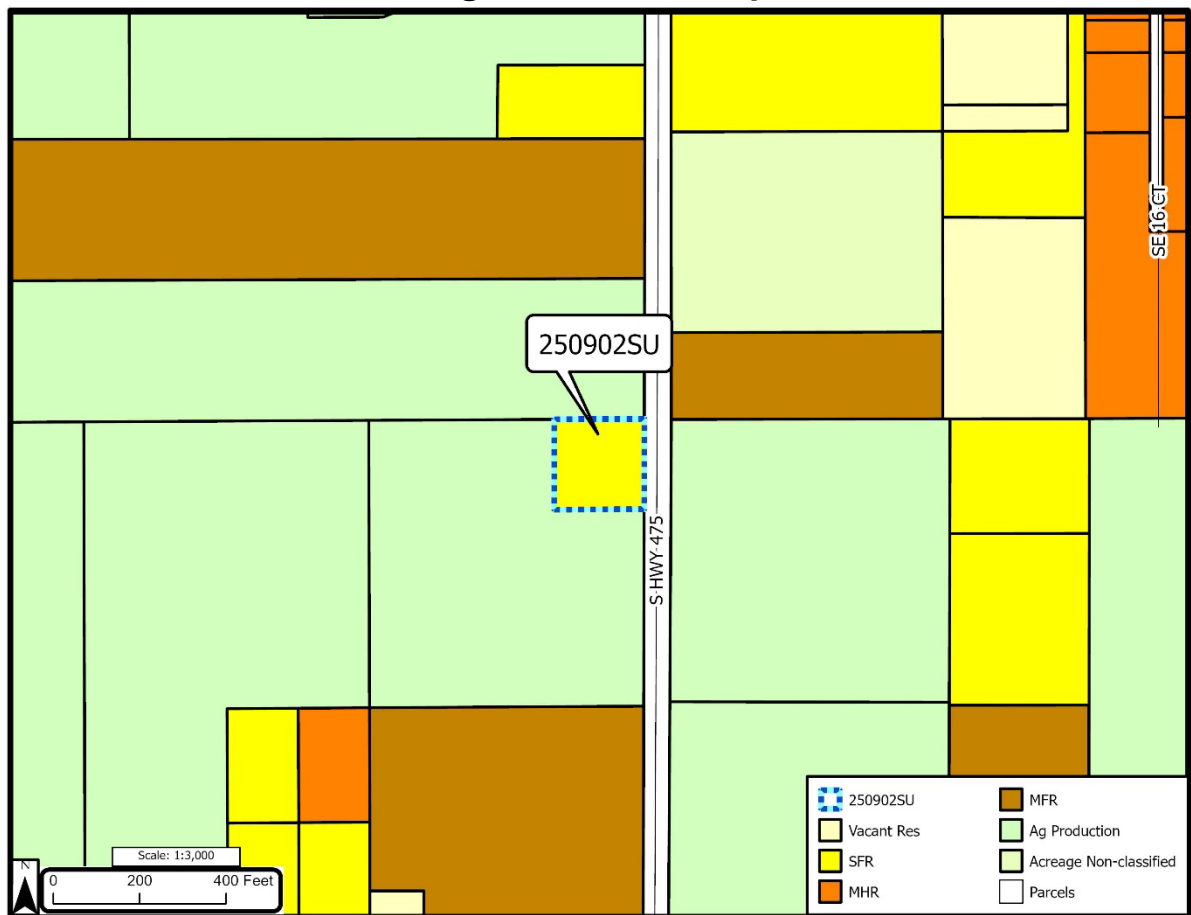 SE 16 CT
250902SU
S HWY 475
Scale: 1:3,000
N
0 200 400 Feet
250902SU
Vacant Res
SFR
MHR
MFR
Ag Production
Acreage Non-classified
Parcels